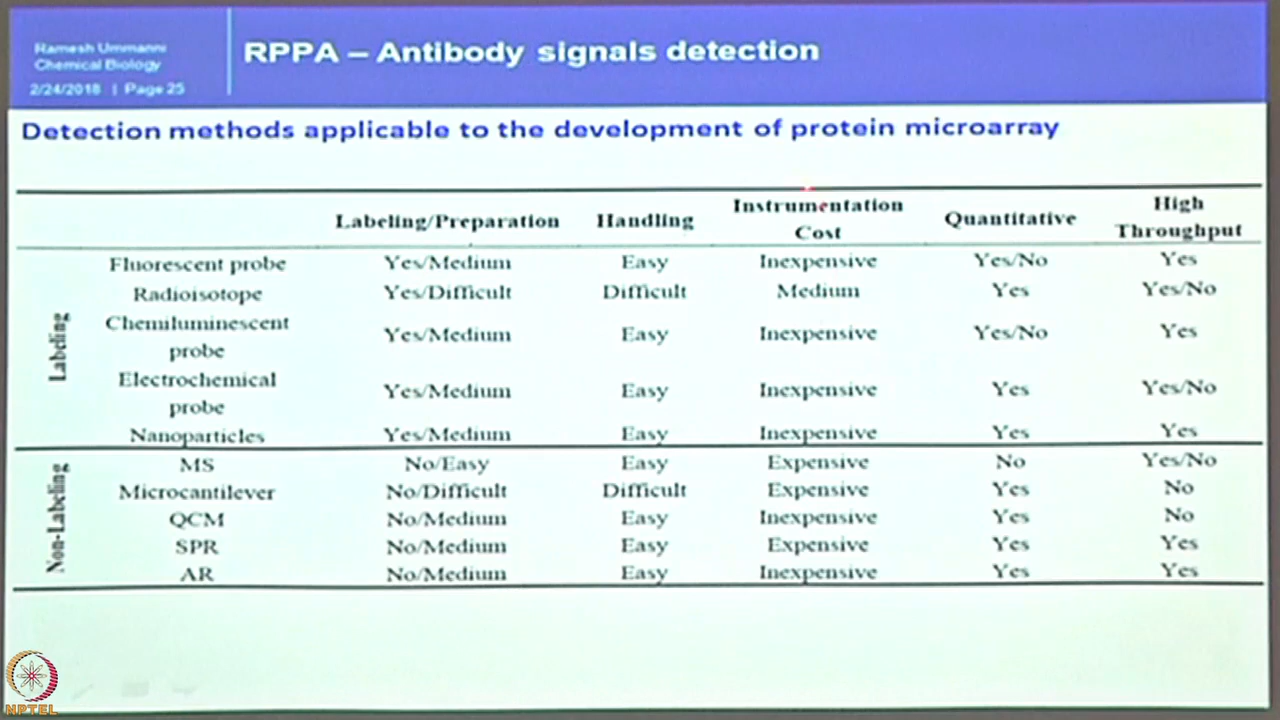 Ramesh Ummanni
Chemical Biology
2/24/2018 | Page 25
RPPA – Antibody signals detection
Detection methods applicable to the development of protein microarray
Labeling/Preparation Handling Instrumentation Cost Quantitative High Throughput
Labeling
Fluorescent probe Yes/Medium Easy Inexpensive Yes/No Yes
Radioisotope Yes/Difficult Difficult Medium Yes Yes/No
Chemiluminescent probe Yes/Medium Easy Inexpensive Yes/No Yes
Electrochemical probe Yes/Medium Easy Inexpensive Yes Yes/No
Nanoparticles Yes/Medium Easy Inexpensive Yes Yes
Non-Labeling
MS No/Easy Easy Expensive No Yes/No
Microcantilever No/Difficult Difficult Expensive Yes No
QCM No/Medium Easy Inexpensive Yes No
SPR No/Medium Easy Expensive Yes Yes
AR No/Medium Easy Inexpensive Yes Yes
NPTEL